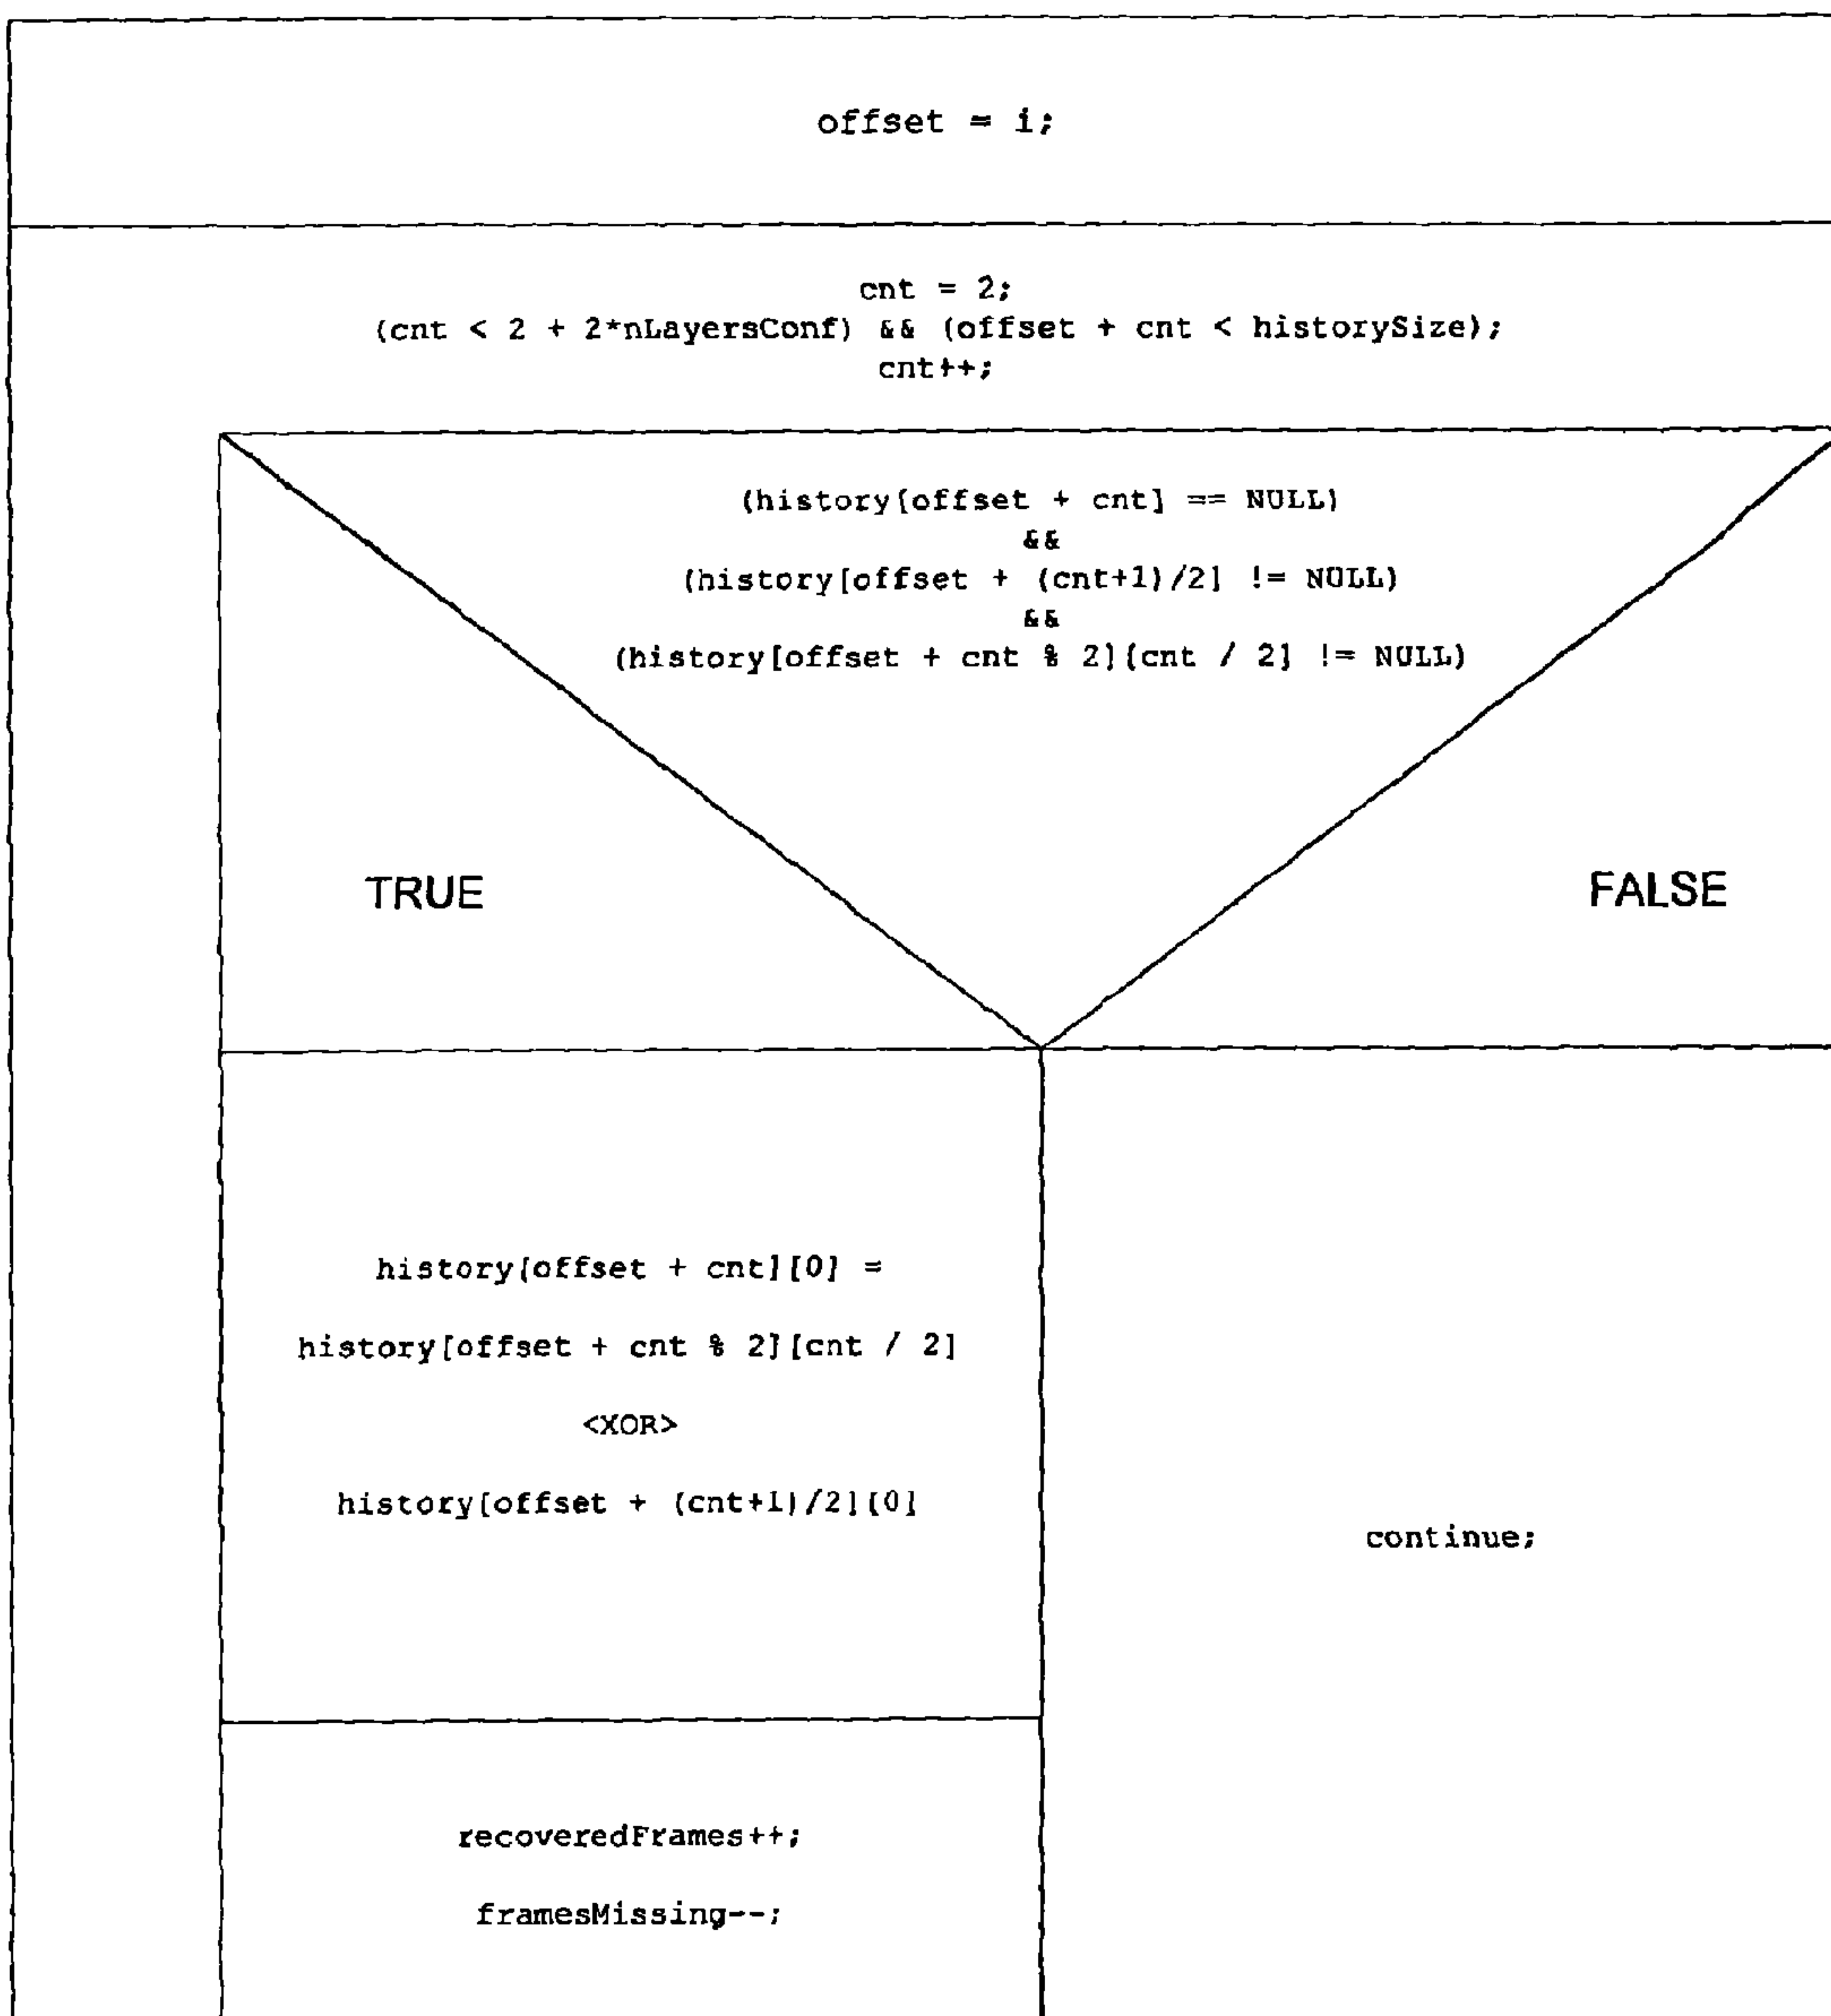 offset = i;
cnt = 2;
(cnt < 2 + 2*nLayersConf) && (offset + cnt < historySize);
cnt++;
(history[offset + cnt] == NULL)
&&
(history[offset + (cnt+1)/2] != NULL)
&&
(history[offset + cnt % 2][cnt / 2] != NULL)
TRUE
FALSE
history[offset + cnt][0] =
history[offset + cnt % 2][cnt / 2]
<XOR>
history[offset + (cnt+1)/2][0]
continue;
recoveredFrames++;
framesMissing--;